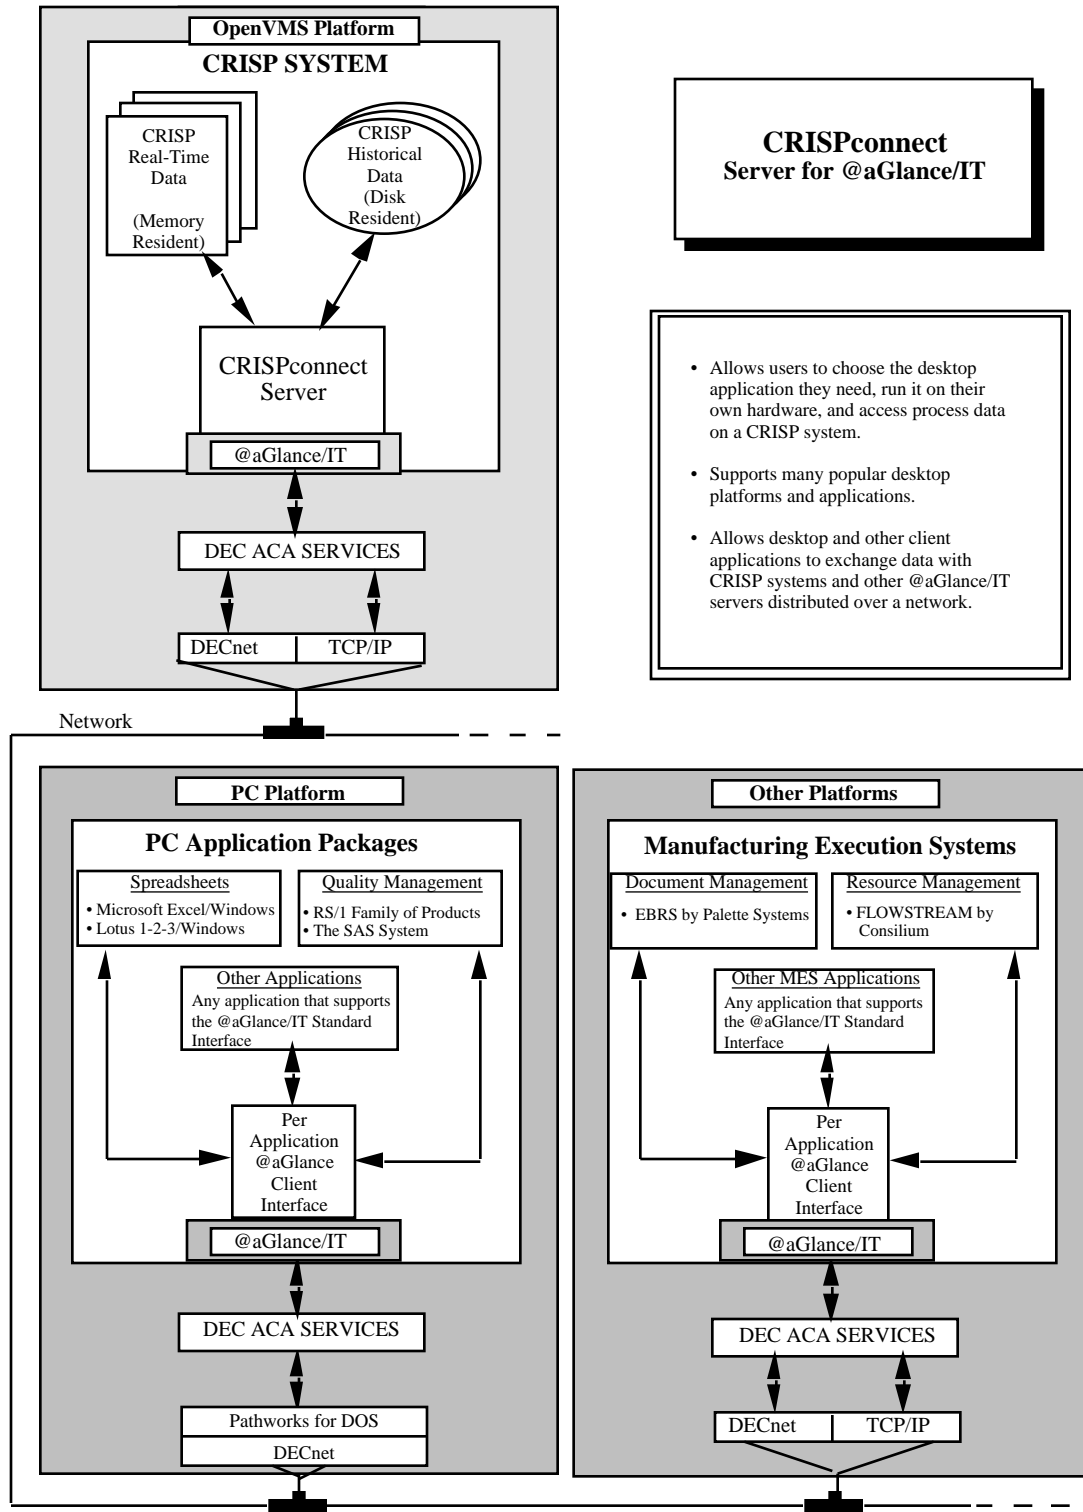 OpenVMS Platform
CRISP SYSTEM
CRISP
Real-Time
Data
(Memory
Resident)
CRISP
Historical
Data
(Disk
Resident)
CRISPconnect
Server
@aGlance/IT
DEC ACA SERVICES
DECnet
TCP/IP
CRISPconnect
Server for @aGlance/IT
• Allows users to choose the desktop
application they need, run it on their
own hardware, and access process data
on a CRISP system.
• Supports many popular desktop
platforms and applications.
• Allows desktop and other client
applications to exchange data with
CRISP systems and other @aGlance/IT
servers distributed over a network.
Network
PC Platform
PC Application Packages
Spreadsheets
• Microsoft Excel/Windows
• Lotus 1-2-3/Windows
Quality Management
• RS/1 Family of Products
• The SAS System
Other Applications
Any application that supports
the @aGlance/IT Standard
Interface
Per
Application
@aGlance
Client
Interface
@aGlance/IT
DEC ACA SERVICES
Pathworks for DOS
DECnet
Other Platforms
Manufacturing Execution Systems
Document Management
• EBRS by Palette Systems
Resource Management
• FLOWSTREAM by
Consilium
Other MES Applications
Any application that supports
the @aGlance/IT Standard
Interface
Per
Application
@aGlance
Client
Interface
@aGlance/IT
DEC ACA SERVICES
DECnet
TCP/IP